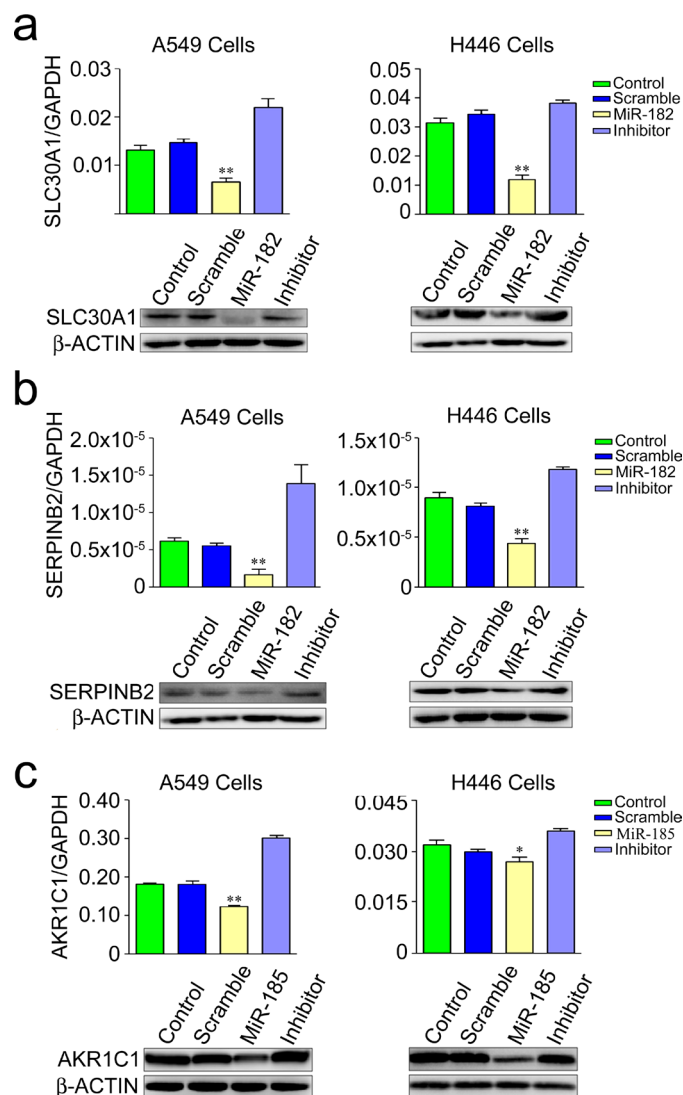 a
A549 Cells
H446 Cells
SLC30A1/GAPDH
0.03
0.02
0.01
**
0.05
0.04
0.03
0.02
0.01
0
**
Control
Scramble
MiR-182
Inhibitor
Control
Scramble
MiR-182
Inhibitor
Control
Scramble
MiR-182
Inhibitor
SLC30A1
β-ACTIN
b
A549 Cells
H446 Cells
SERPINB2/GAPDH
2.0x10-5
1.5x10-5
1.0x10-5
0.5x10-5
0
**
1.5x10-5
1.0x10-5
0.5x10-5
0
**
Control
Scramble
MiR-182
Inhibitor
Control
Scramble
MiR-182
Inhibitor
Control
Scramble
MiR-182
Inhibitor
SERPINB2
β-ACTIN
c
A549 Cells
H446 Cells
AKR1C1/GAPDH
0.40
0.30
0.20
0.10
0
**
0.045
0.030
0.015
0
*
Control
Scramble
MiR-185
Inhibitor
Control
Scramble
MiR-185
Inhibitor
Control
Scramble
MiR-185
Inhibitor
AKR1C1
β-ACTIN